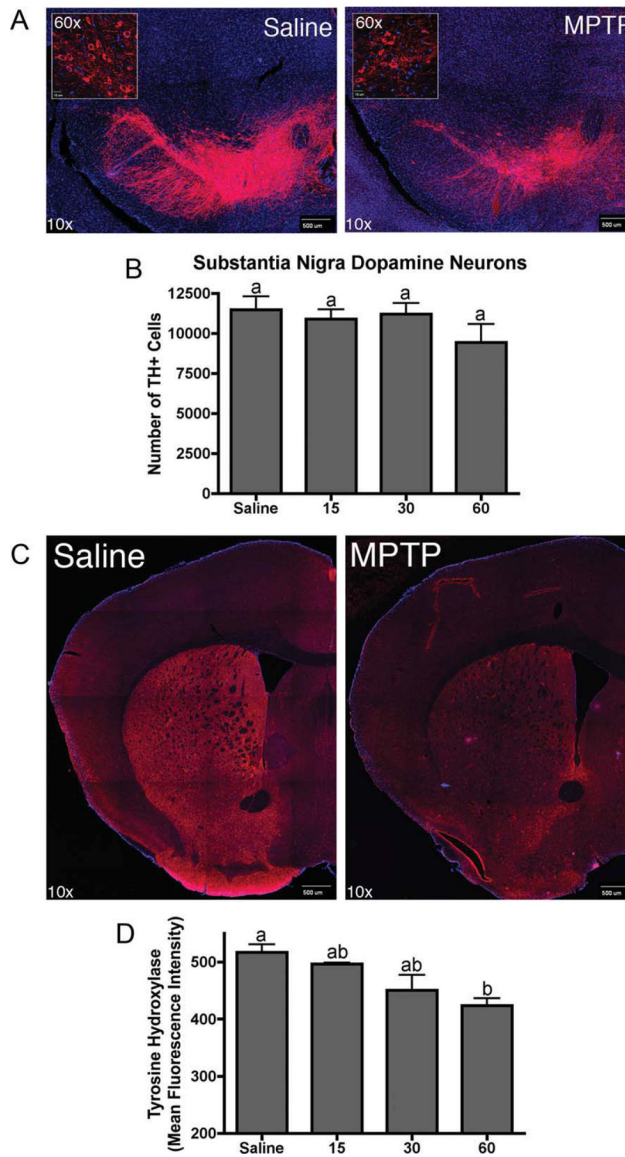 A
60x
Saline
10x
500 um
60x
MPTP
10x
500 um
B
Substantia Nigra Dopamine Neurons
Number of TH+ Cells
12500
10000
7500
5000
2500
0
a
a
a
a
Saline 15 30 60
C
Saline
10x
500 um
MPTP
10x
500 um
D
Tyrosine Hydroxylase
(Mean Fluorescence Intensity)
500
400
300
200
a
ab
ab
b
Saline 15 30 60